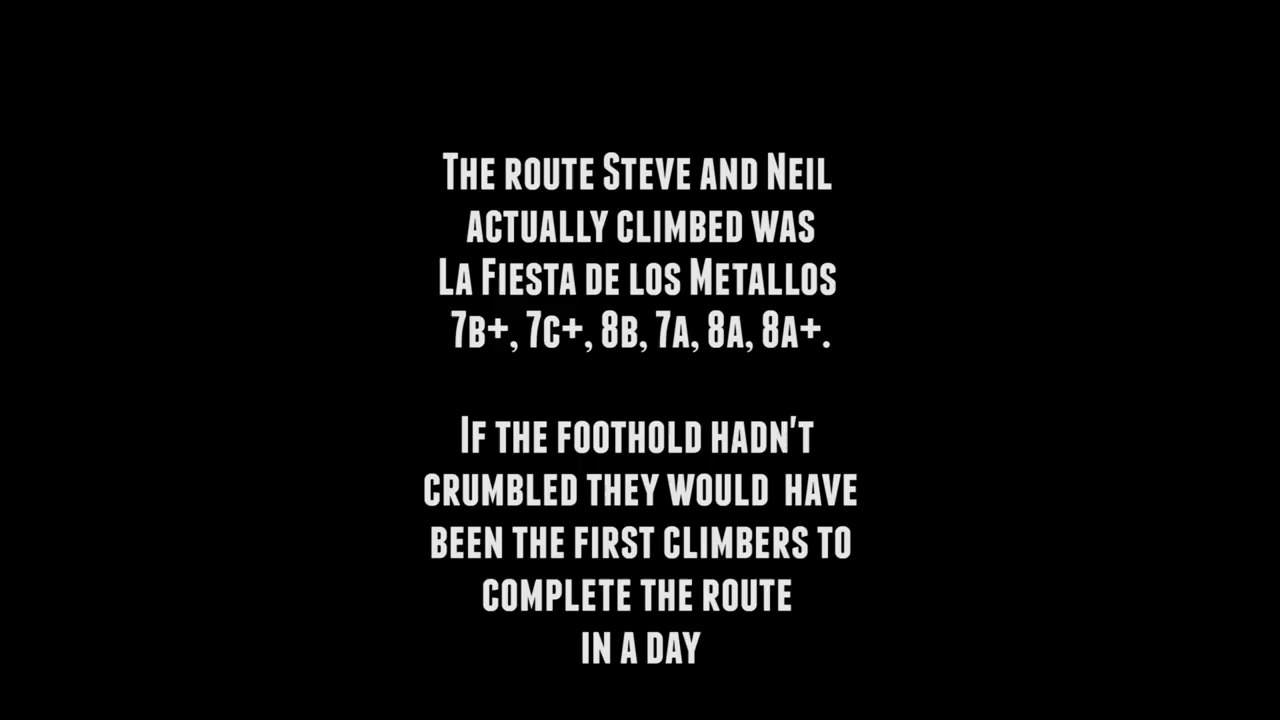 The route Steve and Neil
actually climbed was
La Fiesta de los Metallos
7b+, 7c+, 8b, 7a, 8a, 8a+.
If the foothold hadn't
crumbled they would  have
been the first climbers to
complete the route
in a day